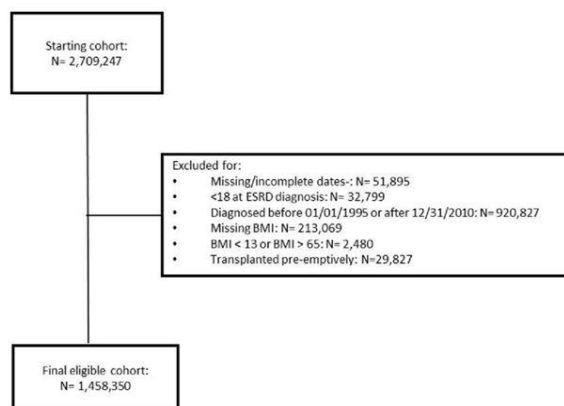 Starting cohort:
N= 2,709,247
Excluded for:
• Missing/incomplete dates-: N= 51,895
• <18 at ESRD diagnosis: N= 32,799
• Diagnosed before 01/01/1995 or after 12/31/2010: N= 920,827
• Missing BMI: N= 213,069
• BMI < 13 or BMI > 65: N= 2,480
• Transplanted pre-emptively: N=29,827
Final eligible cohort:
N= 1,458,350